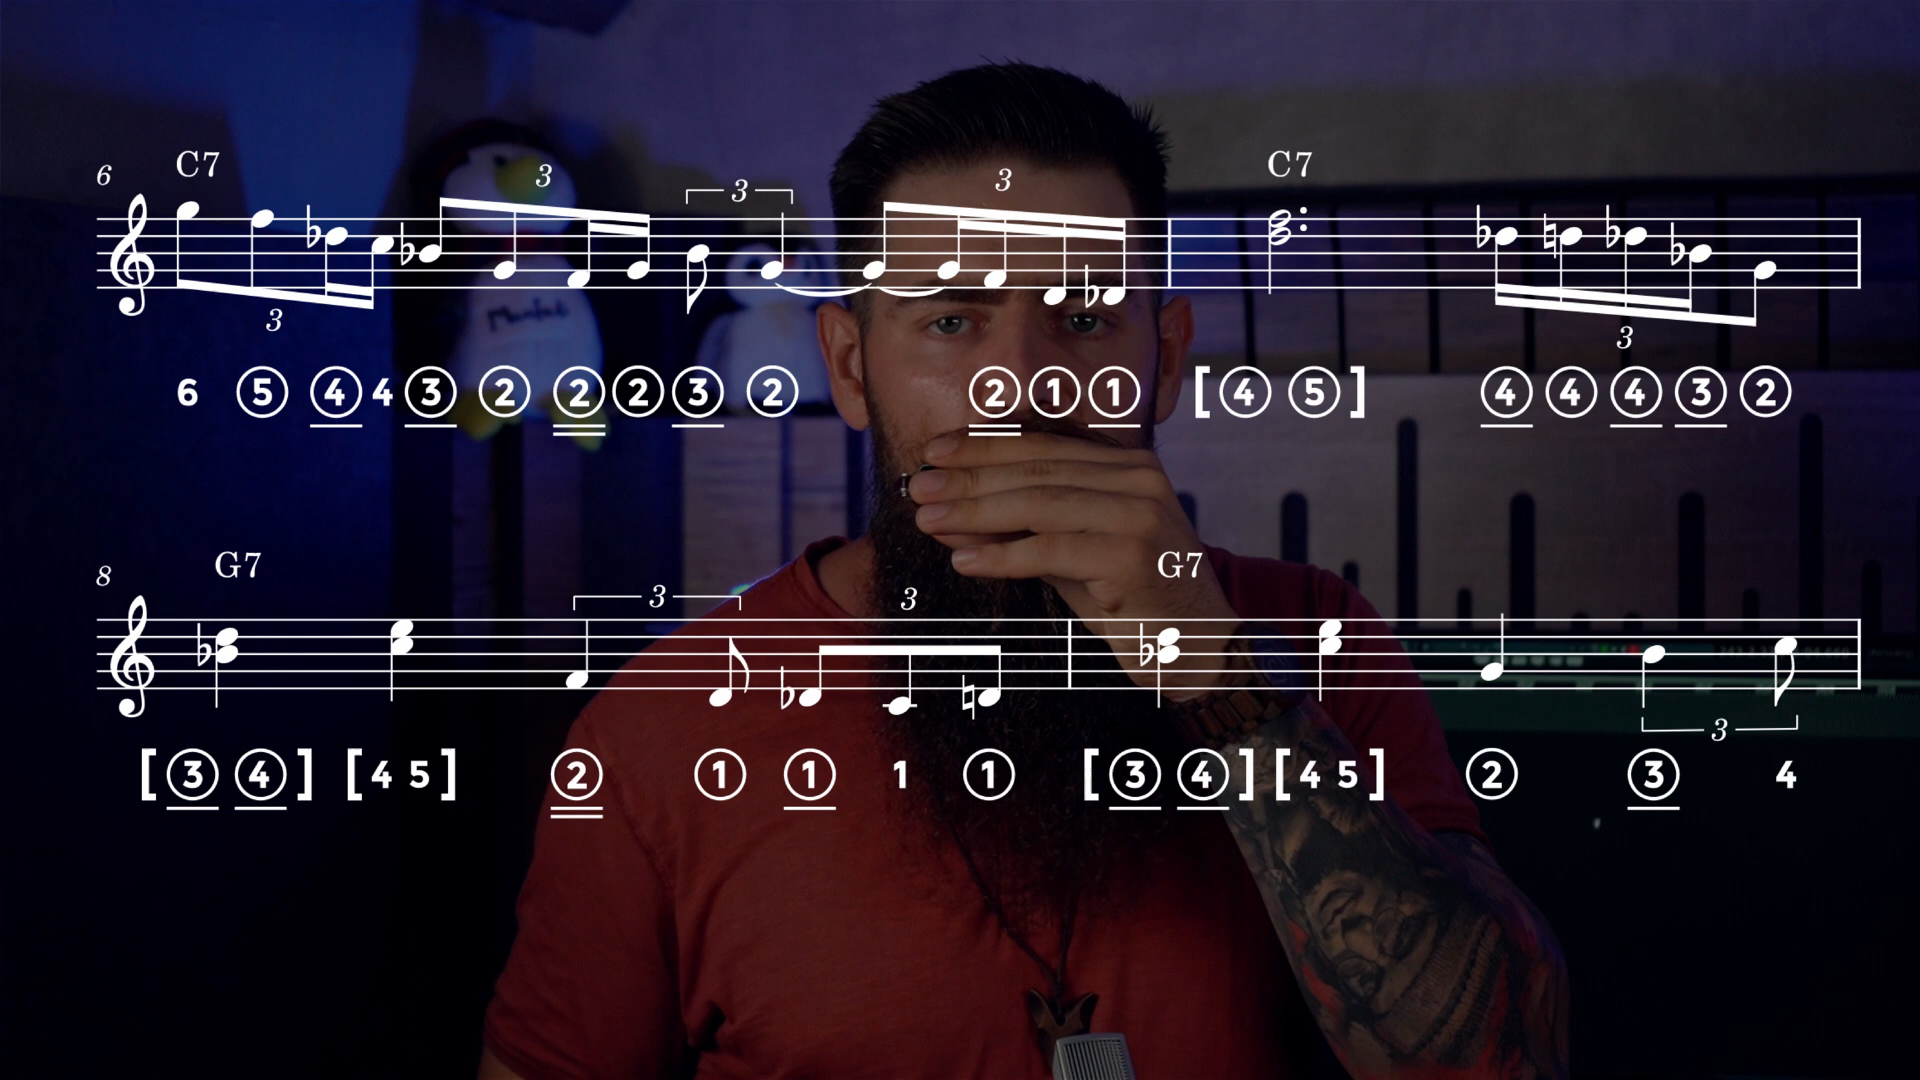 C7 C7
6 3 3 3
3 3
6 ⑤ ④ 4 ③ ② ② ② ③ ② ② ① ① [④ ⑤] ④ ④ ④ ③ ②
G7 G7
8 3 3
3
[③ ④] [4 5] ② ① ① 1 ① [③ ④] [4 5] ② ③ 4